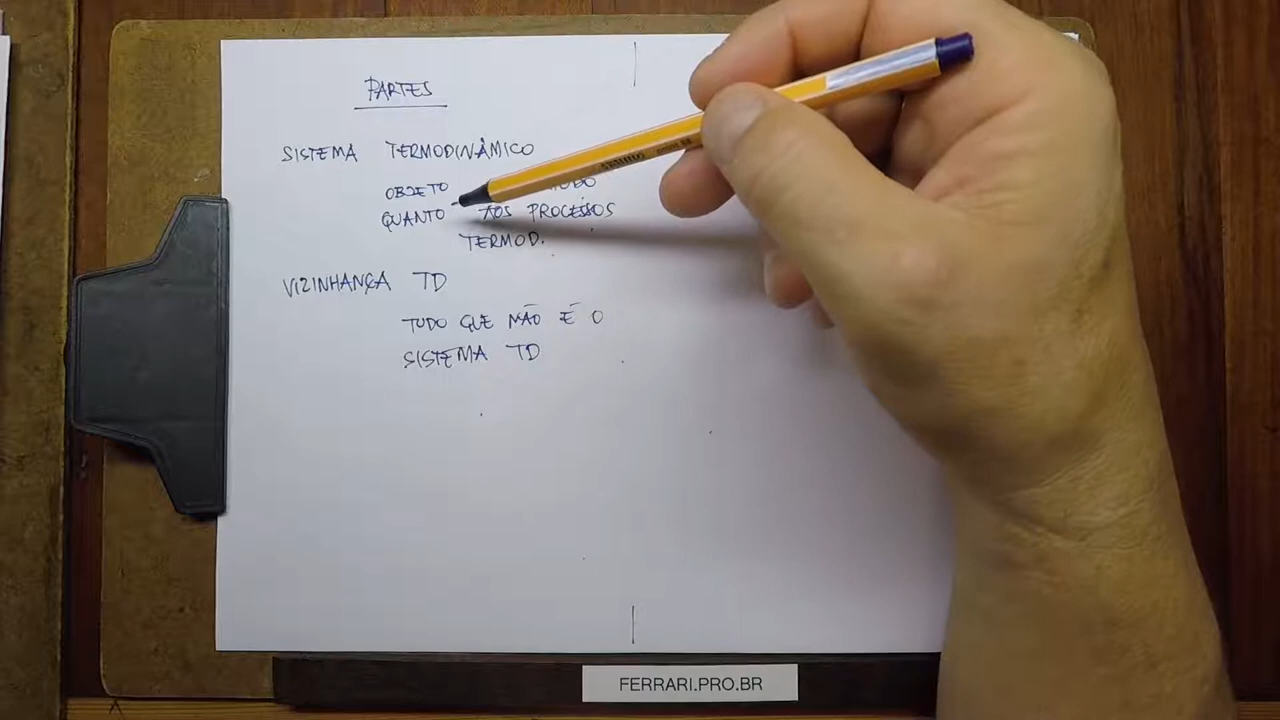 PARTES
SISTEMA TERMODINÂMICO
OBJETO
QUANTO AOS PROCESSOS
TERMOD.
VIZINHANÇA TD
TUDO QUE NÃO É O
SISTEMA TD
FERRARI.PRO.BR